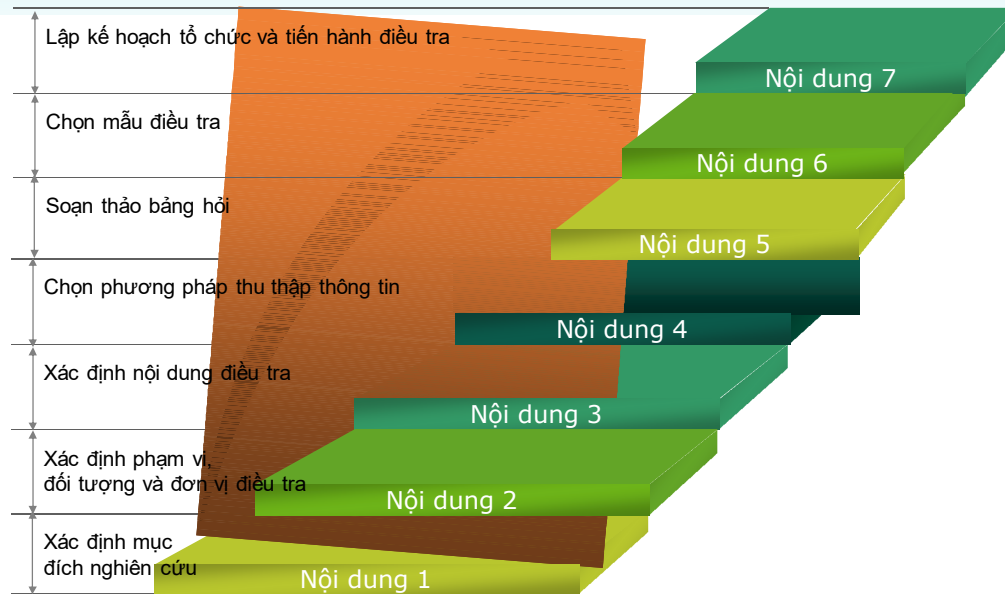 Lập kế hoạch tổ chức và tiến hành điều tra
Nội dung 7
Chọn mẫu điều tra
Nội dung 6
Soạn thảo bảng hỏi
Nội dung 5
Chọn phương pháp thu thập thông tin
Nội dung 4
Xác định nội dung điều tra
Nội dung 3
Xác định phạm vi,
đối tượng và đơn vị điều tra
Nội dung 2
Xác định mục
đích nghiên cứu
Nội dung 1